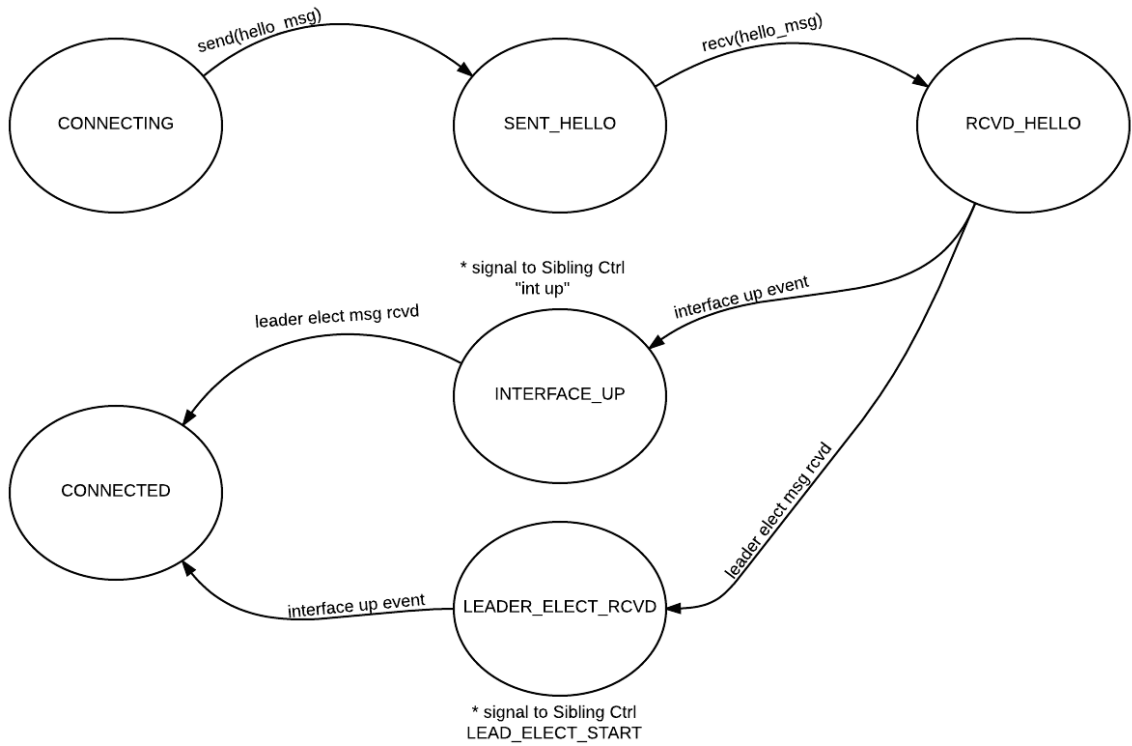 send(hello_msg)
recv(hello_msg)
CONNECTING
SENT_HELLO
RCVD_HELLO
* signal to Sibling Ctrl
"int up"
interface up event
leader elect msg rcvd
INTERFACE_UP
CONNECTED
leader elect msg rcvd
interface up event
LEADER_ELECT_RCVD
* signal to Sibling Ctrl
LEAD_ELECT_START